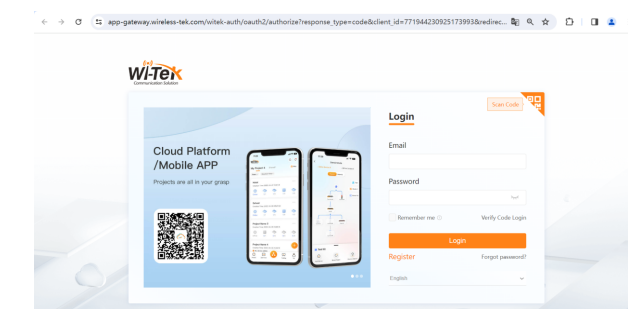 app-gateway.wireless-tek.com/witek-auth/oauth2/authorize?response_type=code&client_id=771944230925173993&redirec...
Wi-Tek
Communication Solution
Scan Code
Login
Cloud Platform
/Mobile APP
Projects are all in your grasp
Email
Password
Remember me
Verify Code Login
Login
Register
Forgot password?
English